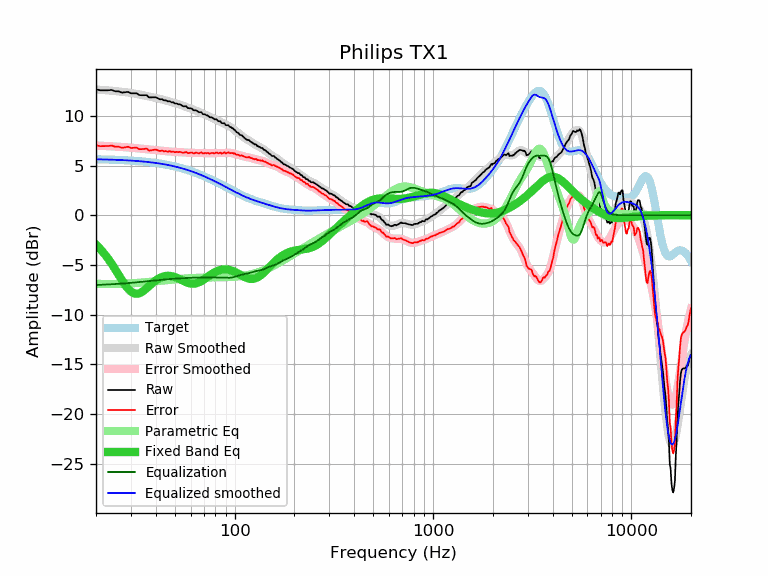 Philips TX1
Amplitude (dBr)
10
5
0
−5
−10
−15
−20
−25
Target
Raw Smoothed
Error Smoothed
Raw
Error
Parametric Eq
Fixed Band Eq
Equalization
Equalized smoothed
100
1000
10000
Frequency (Hz)